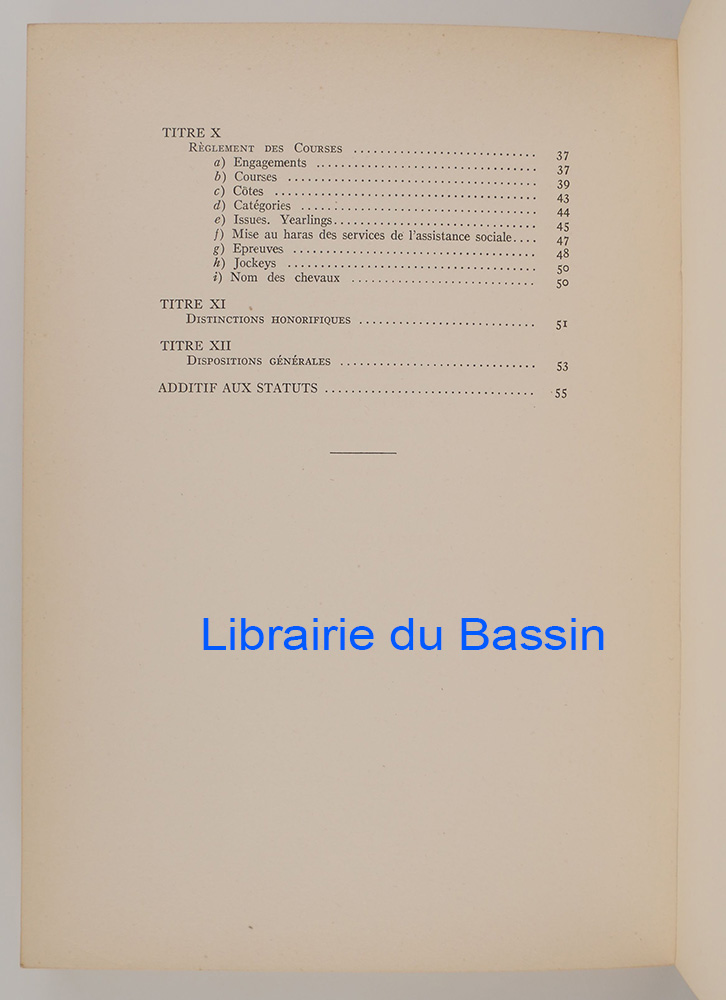 TITRE X
RÈGLEMENT DES COURSES ............................ 37
a) Engagements .................................. 37
b) Courses ...................................... 39
c) Côtes ........................................ 43
d) Catégories ................................... 44
e) Issues. Yearlings............................... 45
f) Mise au haras des services de l'assistance sociale.... 47
g) Epreuves ..................................... 48
h) Jockeys ...................................... 50
i) Nom des chevaux ............................ 50
TITRE XI
DISTINCTIONS HONORIFIQUES ........................... 51
TITRE XII
DISPOSITIONS GÉNÉRALES .............................. 53
ADDITIF AUX STATUTS ................................ 55
Librairie du Bassin